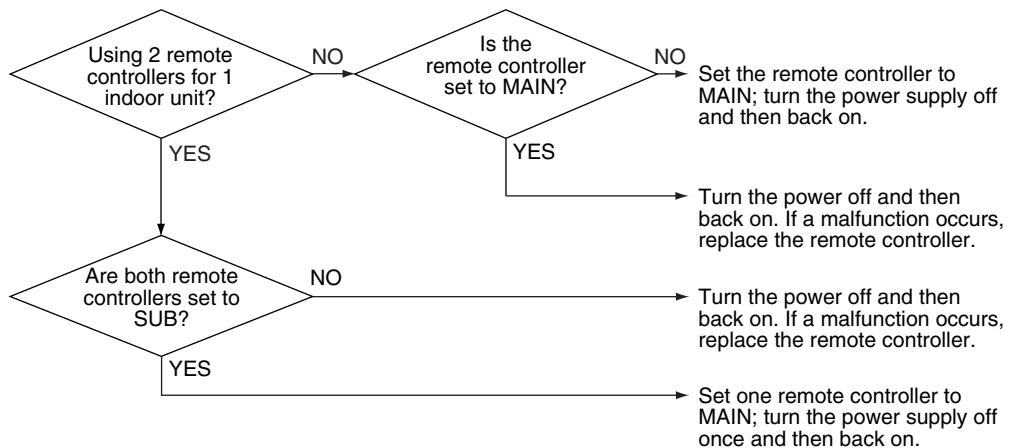 Using 2 remote
controllers for 1
indoor unit?
NO
Is the
remote controller
set to MAIN?
NO
Set the remote controller to
MAIN; turn the power supply off
and then back on.
YES
YES
Turn the power off and then
back on. If a malfunction occurs,
replace the remote controller.
Are both remote
controllers set to
SUB?
NO
Turn the power off and then
back on. If a malfunction occurs,
replace the remote controller.
YES
Set one remote controller to
MAIN; turn the power supply off
once and then back on.